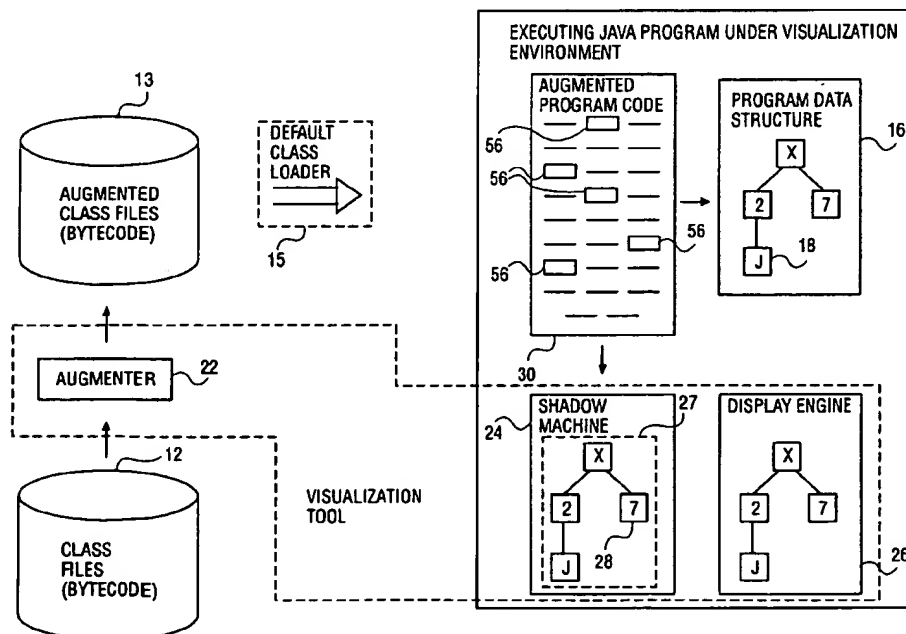 EXECUTING JAVA PROGRAM UNDER VISUALIZATION
ENVIRONMENT
13
AUGMENTED
CLASS FILES
(BYTECODE)
DEFAULT
CLASS
LOADER
15
AUGMENTED
PROGRAM CODE
56
56
56
56
30
PROGRAM DATA
STRUCTURE
16
X
2
7
J
18
AUGMENTER
22
12
CLASS
FILES
(BYTECODE)
VISUALIZATION
TOOL
24
SHADOW
MACHINE
27
X
2
7
28
J
DISPLAY ENGINE
X
2
7
J
26